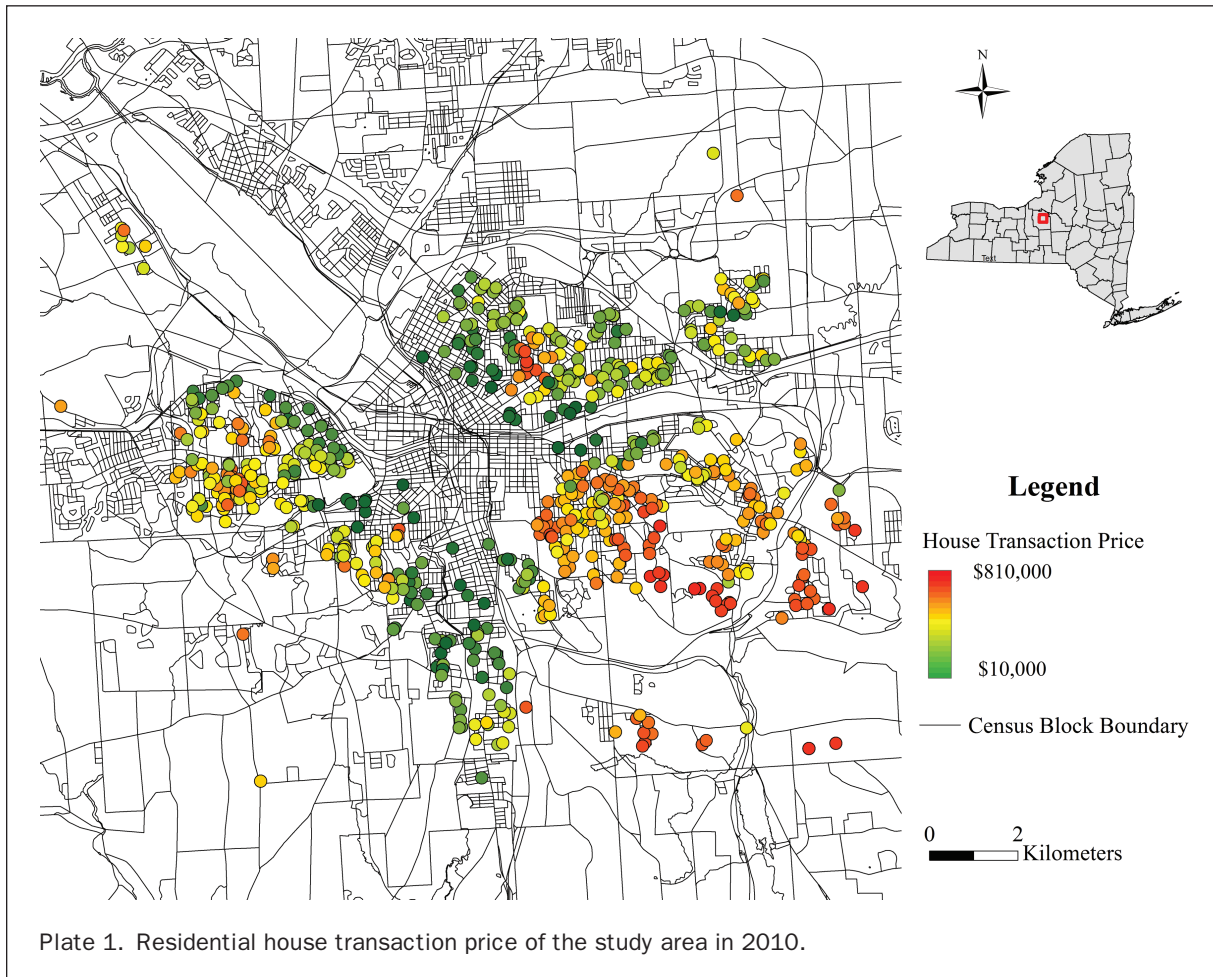 N
Text
Legend
House Transaction Price
$810,000
$10,000
Census Block Boundary
0 2
Kilometers
Plate 1. Residential house transaction price of the study area in 2010.